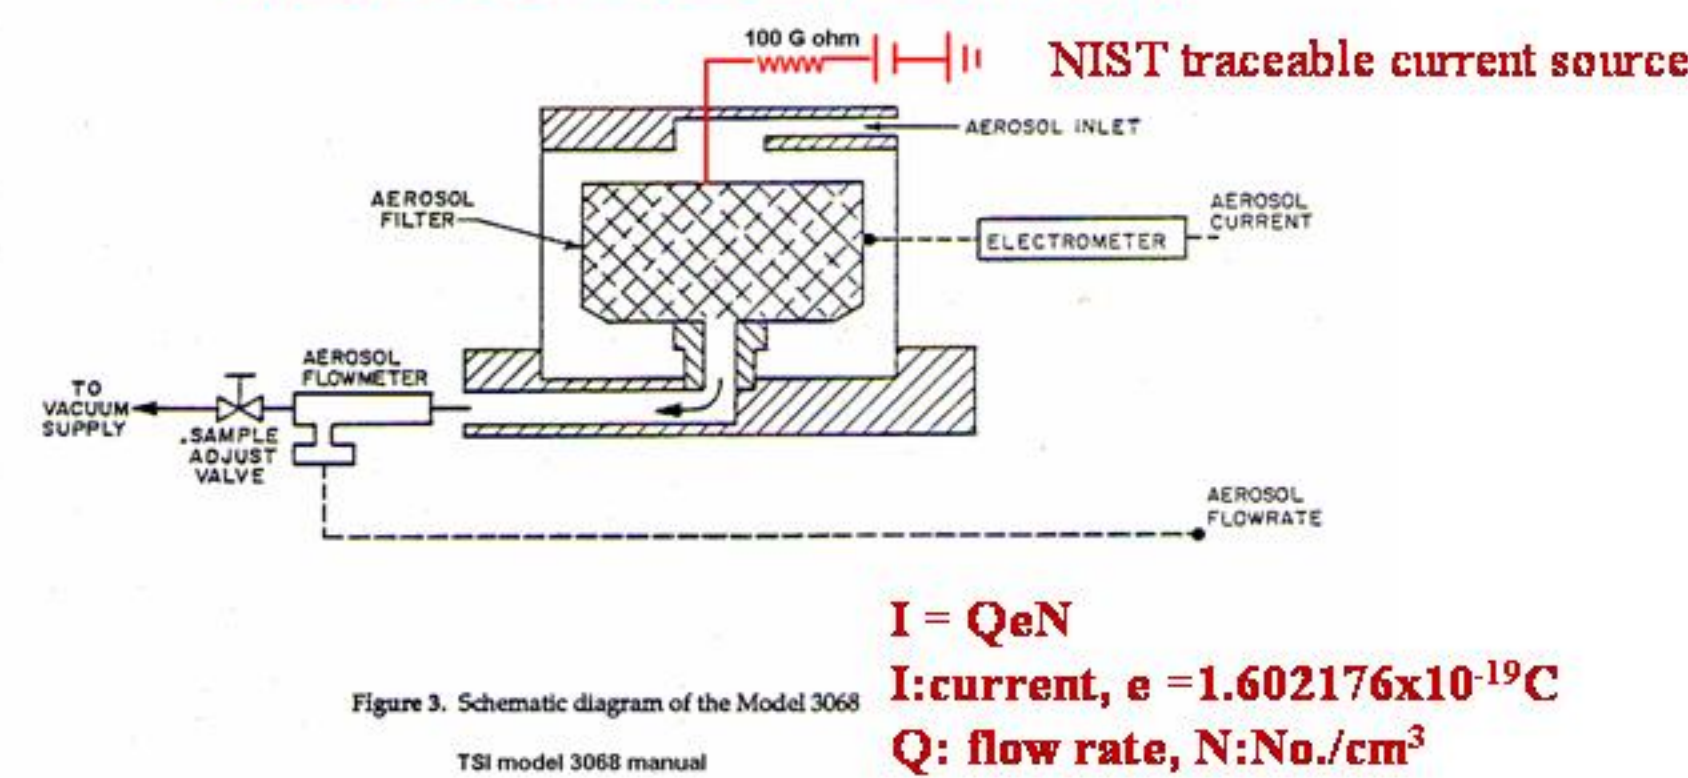 100 G ohm
NIST traceable current source
AEROSOL INLET
AEROSOL
FILTER
AEROSOL
CURRENT
ELECTROMETER
AEROSOL
FLOWMETER
TO
VACUUM
SUPPLY
SAMPLE
ADJUST
VALVE
AEROSOL
FLOWRATE
I = QeN
I:current, e =1.602176x10-19C
Q: flow rate, N:No./cm3
Figure 3. Schematic diagram of the Model 3068
TSI model 3068 manual